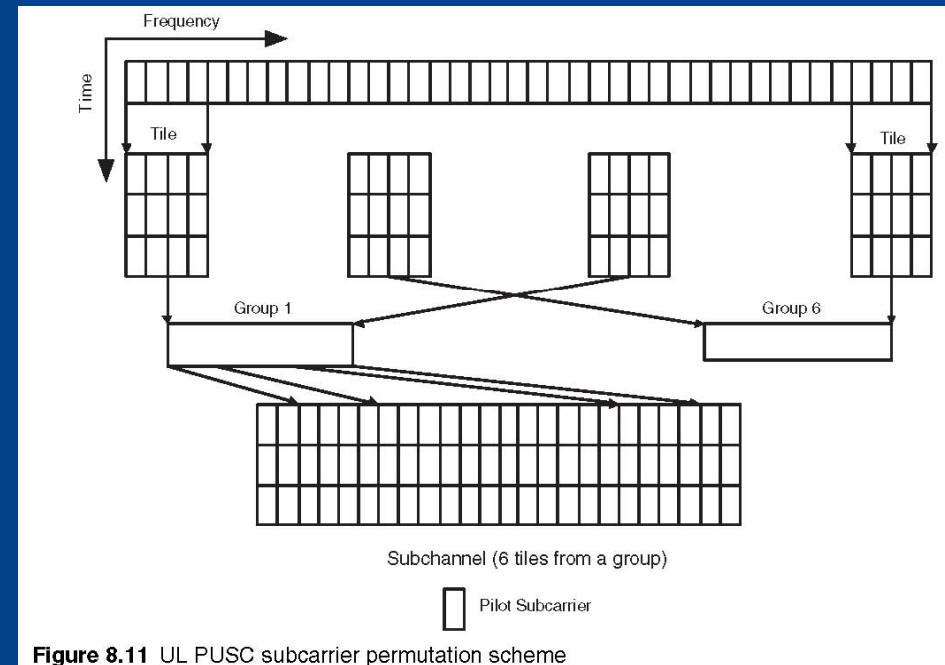 Frequency
Time
Tile
Tile
Group 1
Group 6
Subchannel (6 tiles from a group)
Pilot Subcarrier
Figure 8.11 UL PUSC subcarrier permutation scheme